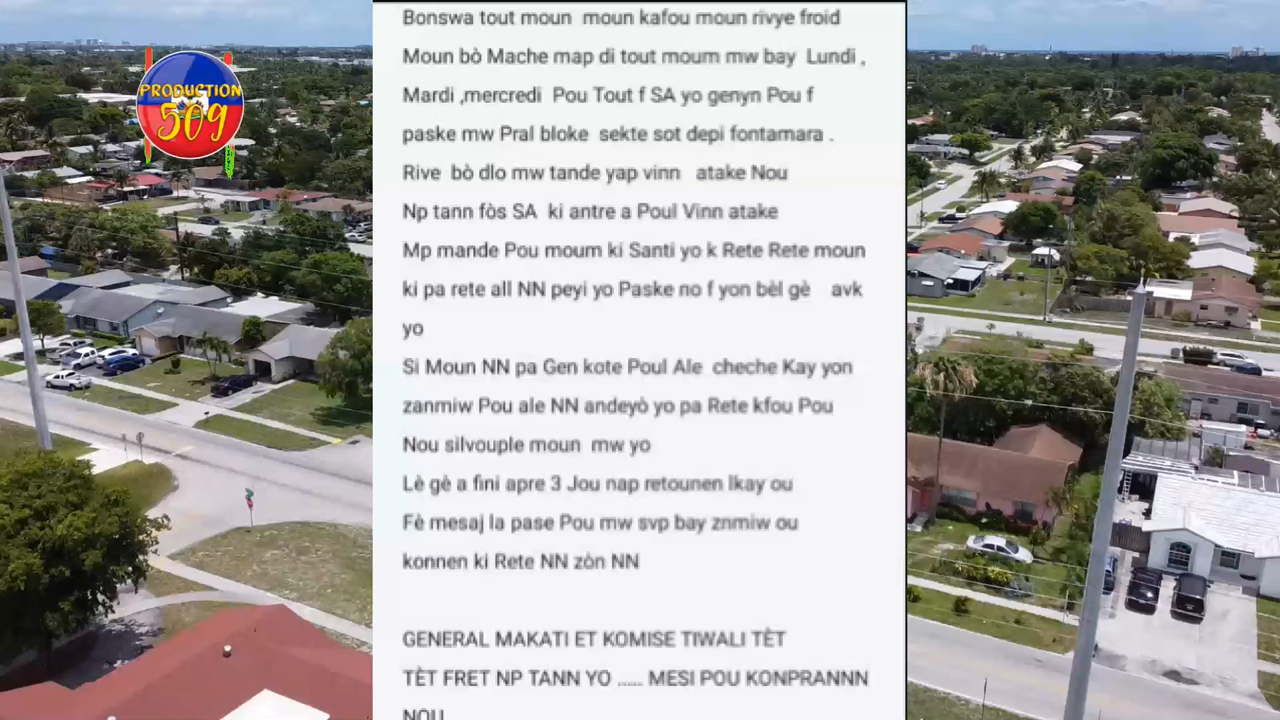 PRODUCTION
509
Bonswa tout moun moun kafou moun rivye froid
Moun bò Mache map di tout moum mw bay Lundi ,
Mardi ,mercredi Pou Tout f SA yo genyn Pou f
paske mw Pral bloke sekte sot depi fontamara .
Rive bò dlo mw tande yap vinn atake Nou
Np tann fòs SA ki antre a Poul Vinn atake
Mp mande Pou moum ki Santi yo k Rete Rete moun
ki pa rete all NN peyi yo Paske no f yon bèl gè avk
yo
Si Moun NN pa Gen kote Poul Ale cheche Kay yon
zanmiw Pou ale NN andeyò yo pa Rete kfou Pou
Nou silvouple moun mw yo
Lè gè a fini apre 3 Jou nap retounen lkay ou
Fè mesaj la pase Pou mw svp bay znmiw ou
konnen ki Rete NN zòn NN
GENERAL MAKATI ET KOMISE TIWALI TÈT
TÈT FRET NP TANN YO ...... MESI POU KONPRANNN
NOU